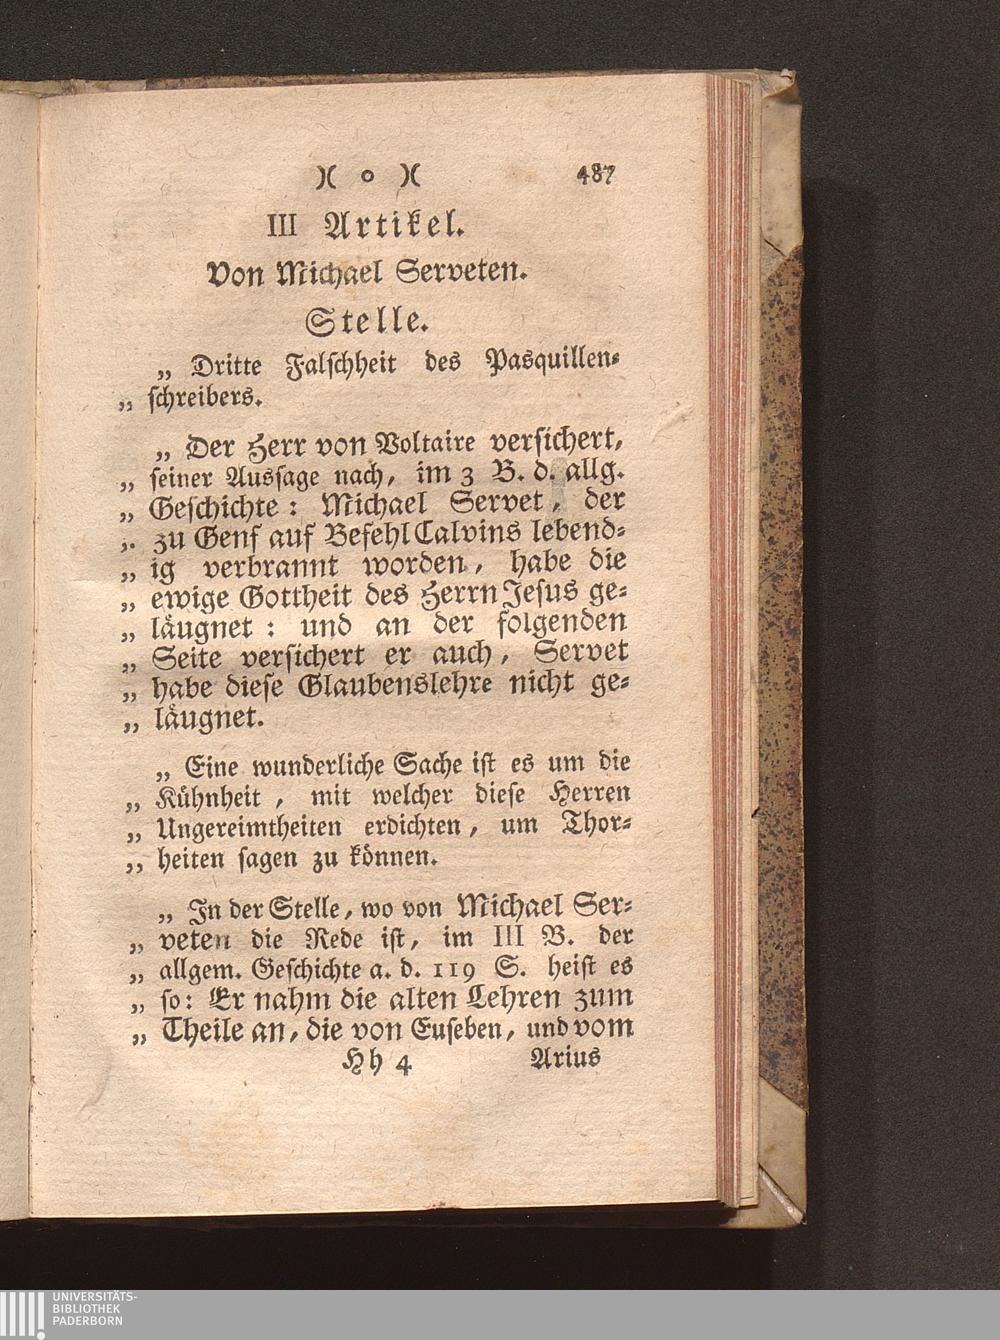 )( o )( 487
III Artikel.
Von Michael Serveten.
Stelle.
„ Dritte Falschheit des Pasquillen⸗
„ schreibers.
„ Der Herr von Voltaire versichert,
„ seiner Aussage nach, im 3 B. d. allg.
„ Geschichte: Michael Servet, der
„ zu Genf auf Befehl Calvins lebend⸗
„ ig verbrannt worden, habe die
„ ewige Gottheit des Herrn Jesus ge⸗
„ läugnet: und an der folgenden
„ Seite versichert er auch, Servet
„ habe diese Glaubenslehre nicht ge⸗
„ läugnet.
„ Eine wunderliche Sache ist es um die
„ Kühnheit, mit welcher diese Herren
„ Ungereimtheiten erdichten, um Thor⸗
„ heiten sagen zu können.
„ In der Stelle, wo von Michael Ser⸗
„ veten die Rede ist, im III B. der
„ allgem. Geschichte a. d. 119 S. heist es
„ so: Er nahm die alten Lehren zum
„ Theile an, die von Euseben, und vom
Hh 4 Arius
UNIVERSITÄTS-
BIBLIOTHEK
PADERBORN